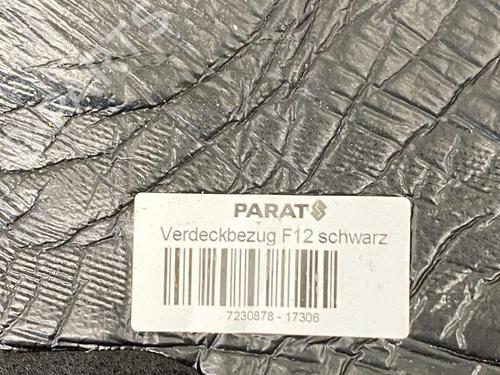 PARAT
Verdeckbezug F12 schwarz
7230878 - 17306